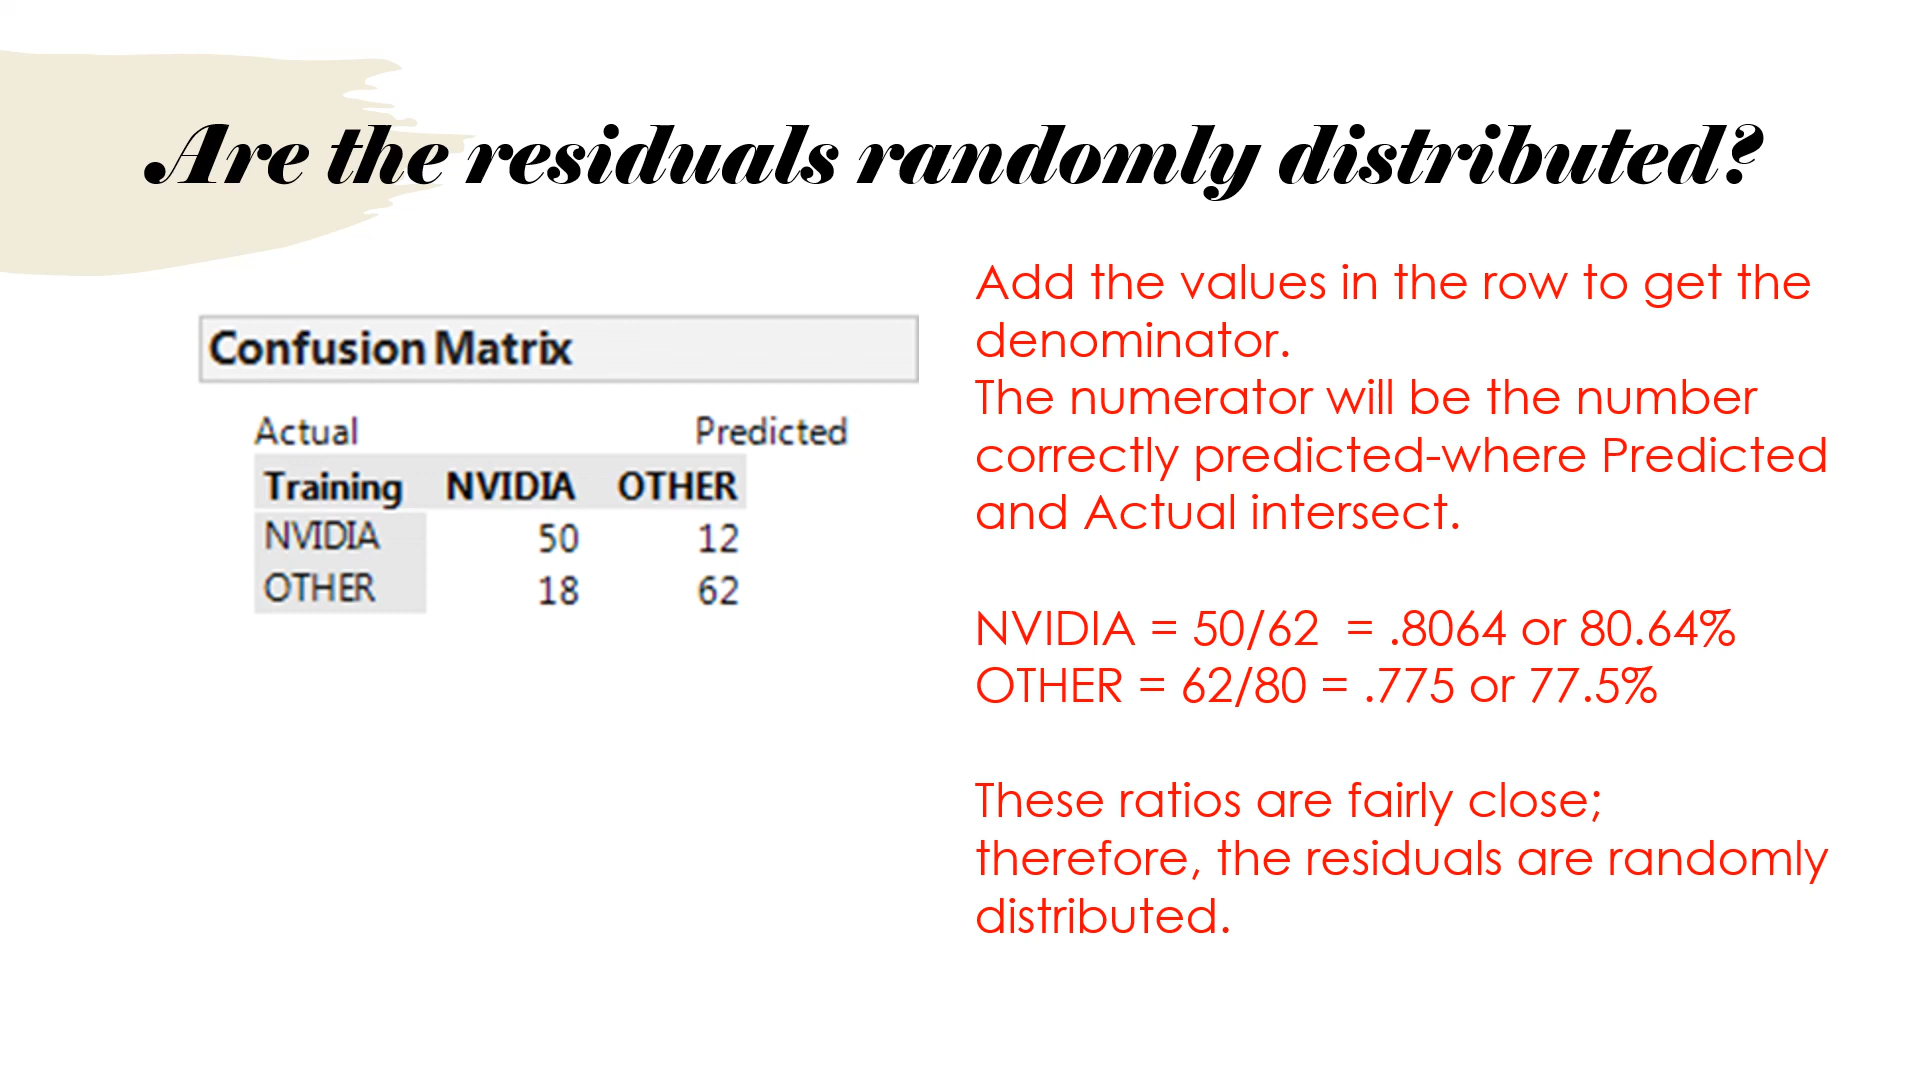 Are the residuals randomly distributed?
Confusion Matrix
Actual Predicted
Training NVIDIA OTHER
NVIDIA 50 12
OTHER 18 62
Add the values in the row to get the
denominator.
The numerator will be the number
correctly predicted-where Predicted
and Actual intersect.
NVIDIA = 50/62 = .8064 or 80.64%
OTHER = 62/80 = .775 or 77.5%
These ratios are fairly close;
therefore, the residuals are randomly
distributed.